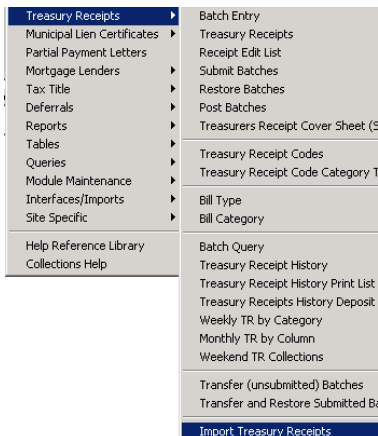 Treasury Receipts
Municipal Lien Certificates
Partial Payment Letters
Mortgage Lenders
Tax Title
Deferrals
Reports
Tables
Queries
Module Maintenance
Interfaces/Imports
Site Specific
Help Reference Library
Collections Help
Batch Entry
Treasury Receipts
Receipt Edit List
Submit Batches
Restore Batches
Post Batches
Treasurers Receipt Cover Sheet (S
Treasury Receipt Codes
Treasury Receipt Code Category T
Bill Type
Bill Category
Batch Query
Treasury Receipt History
Treasury Receipt History Print List
Treasury Receipts History Deposit
Weekly TR by Category
Monthly TR by Column
Weekend TR Collections
Transfer (unsubmitted) Batches
Transfer and Restore Submitted Ba
Import Treasury Receipts